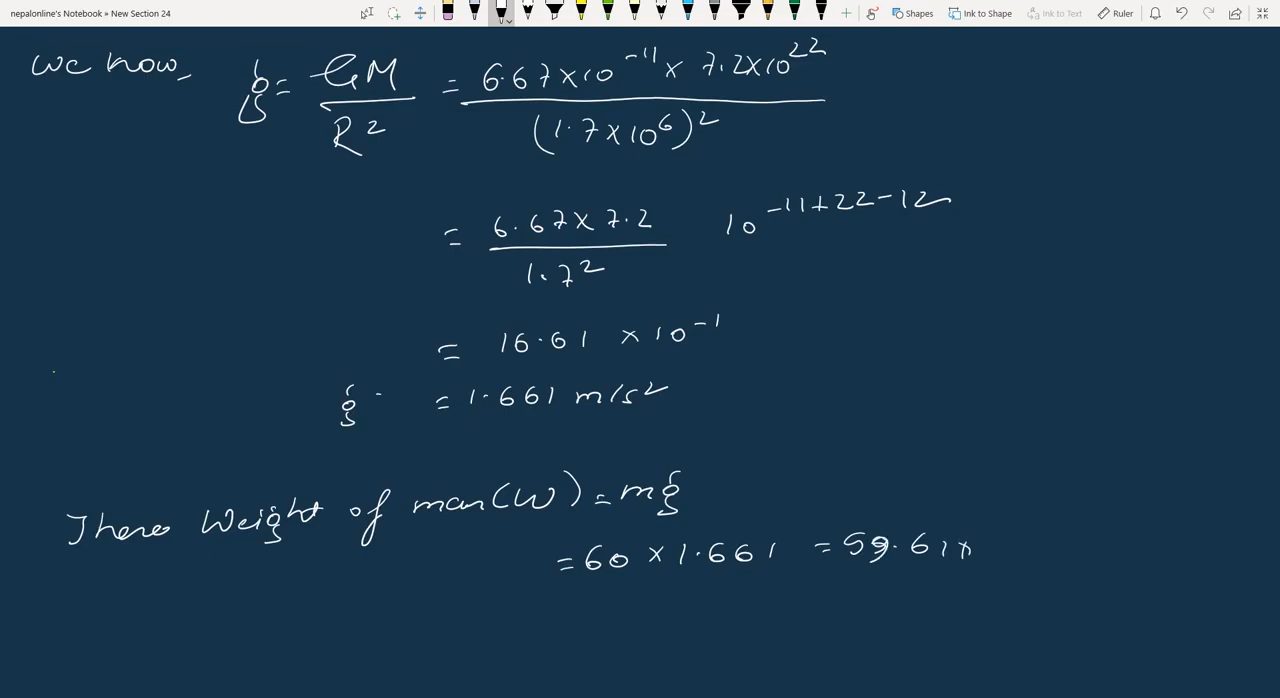 nepalonline's Notebook » New Section 24
Shapes Ink to Shape Ink to Text Ruler
We know, g = GM / R² = 6.67×10⁻¹¹ × 7.2×10²² / (1.7×10⁶)²
= 6.67×7.2 / 1.7² 10⁻¹¹⁺²²⁻¹²
= 16.61 × 10⁻¹
g = 1.661 m/s²
There Weight of man(W) = mg
= 60 × 1.661 = 59.61×